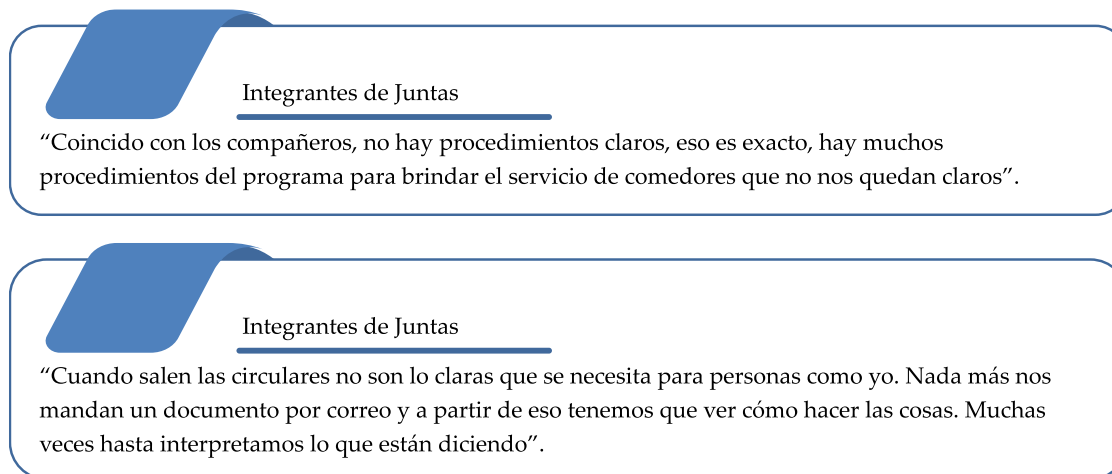 Integrantes de Juntas
“Coincido con los compañeros, no hay procedimientos claros, eso es exacto, hay muchos
procedimientos del programa para brindar el servicio de comedores que no nos quedan claros”.
Integrantes de Juntas
“Cuando salen las circulares no son lo claras que se necesita para personas como yo. Nada más nos
mandan un documento por correo y a partir de eso tenemos que ver cómo hacer las cosas. Muchas
veces hasta interpretamos lo que están diciendo”.